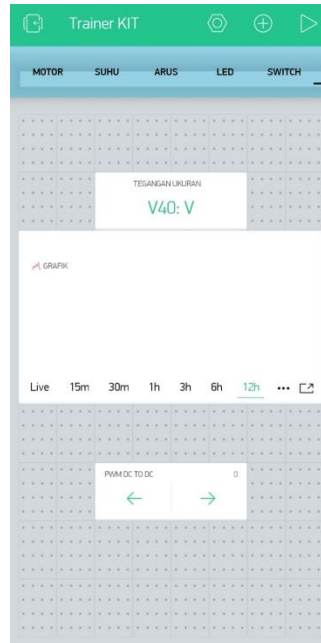 Trainer KIT
MOTOR SUHU ARUS LED SWITCH
TEGANGAN UKURAN
V40: V
GRAFIK
Live 15m 30m 1h 3h 6h 12h
PWM DC TO DC 0